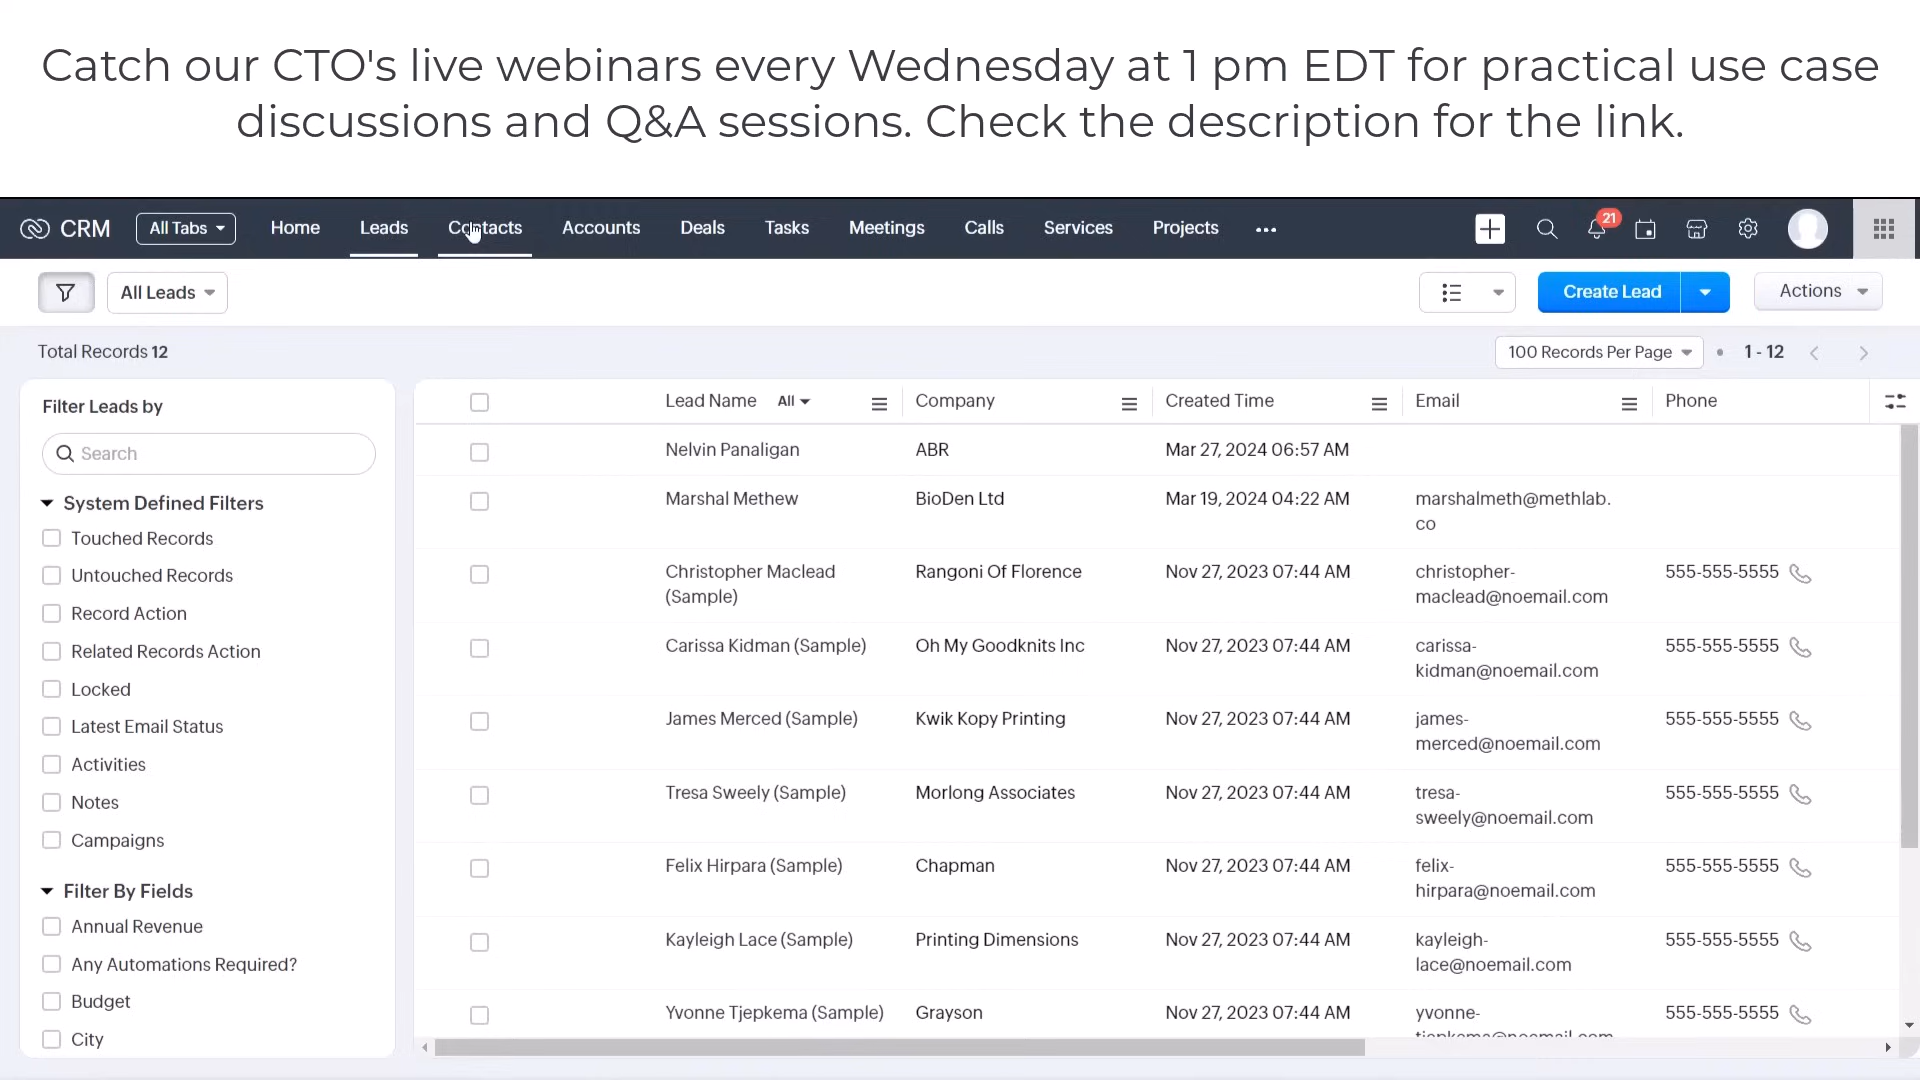 Catch our CTO's live webinars every Wednesday at 1 pm EDT for practical use case
discussions and Q&A sessions. Check the description for the link.
CRM All Tabs Home Leads Contacts Accounts Deals Tasks Meetings Calls Services Projects 21
All Leads Create Lead Actions
Total Records 12 100 Records Per Page 1 - 12
Filter Leads by
Search
System Defined Filters
Touched Records
Untouched Records
Record Action
Related Records Action
Locked
Latest Email Status
Activities
Notes
Campaigns
Filter By Fields
Annual Revenue
Any Automations Required?
Budget
City
Lead Name All Company Created Time Email Phone
Nelvin Panaligan ABR Mar 27, 2024 06:57 AM
Marshal Methew BioDen Ltd Mar 19, 2024 04:22 AM marshalmeth@methlab.
co
Christopher Maclead Rangoni Of Florence Nov 27, 2023 07:44 AM christopher- 555-555-5555
(Sample) maclead@noemail.com
Carissa Kidman (Sample) Oh My Goodknits Inc Nov 27, 2023 07:44 AM carissa- 555-555-5555
kidman@noemail.com
James Merced (Sample) Kwik Kopy Printing Nov 27, 2023 07:44 AM james- 555-555-5555
merced@noemail.com
Tresa Sweely (Sample) Morlong Associates Nov 27, 2023 07:44 AM tresa- 555-555-5555
sweely@noemail.com
Felix Hirpara (Sample) Chapman Nov 27, 2023 07:44 AM felix- 555-555-5555
hirpara@noemail.com
Kayleigh Lace (Sample) Printing Dimensions Nov 27, 2023 07:44 AM kayleigh- 555-555-5555
lace@noemail.com
Yvonne Tjepkema (Sample) Grayson Nov 27, 2023 07:44 AM yvonne- 555-555-5555